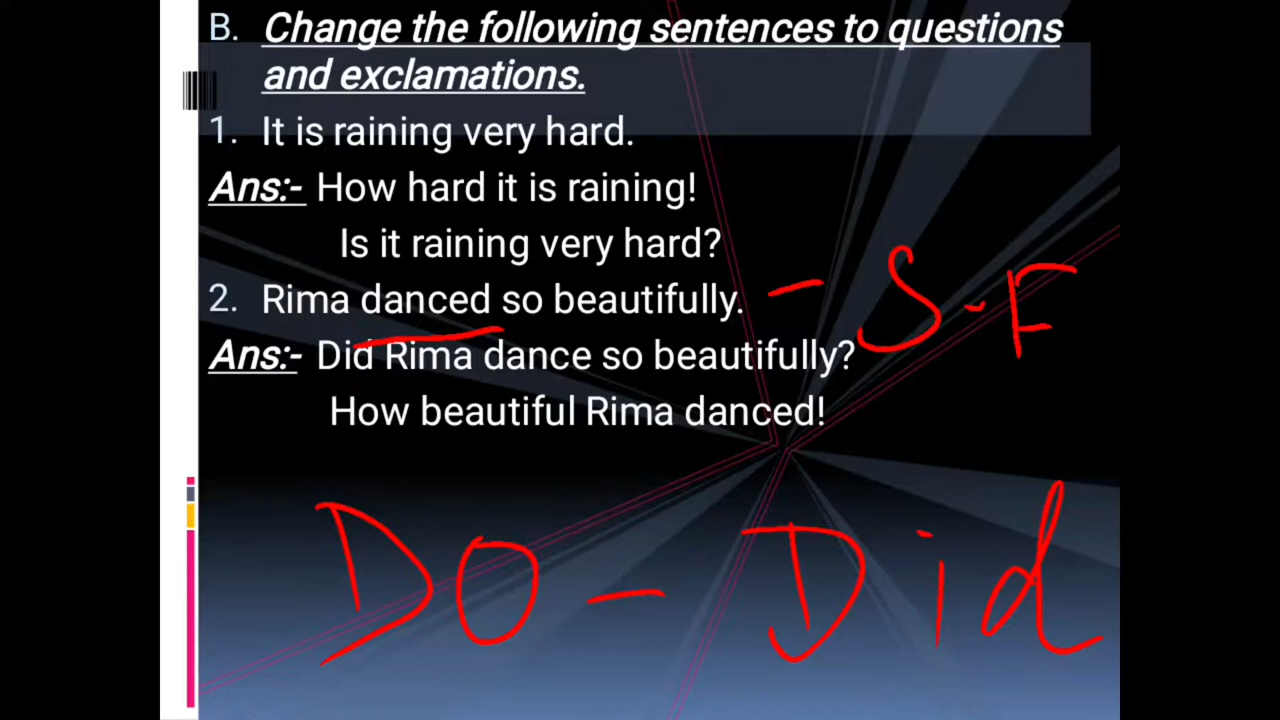 B. Change the following sentences to questions
and exclamations.
1. It is raining very hard.
Ans:- How hard it is raining!
Is it raining very hard?
2. Rima danced so beautifully. - S-F
Ans:- Did Rima dance so beautifully?
How beautiful Rima danced!
DO - Did